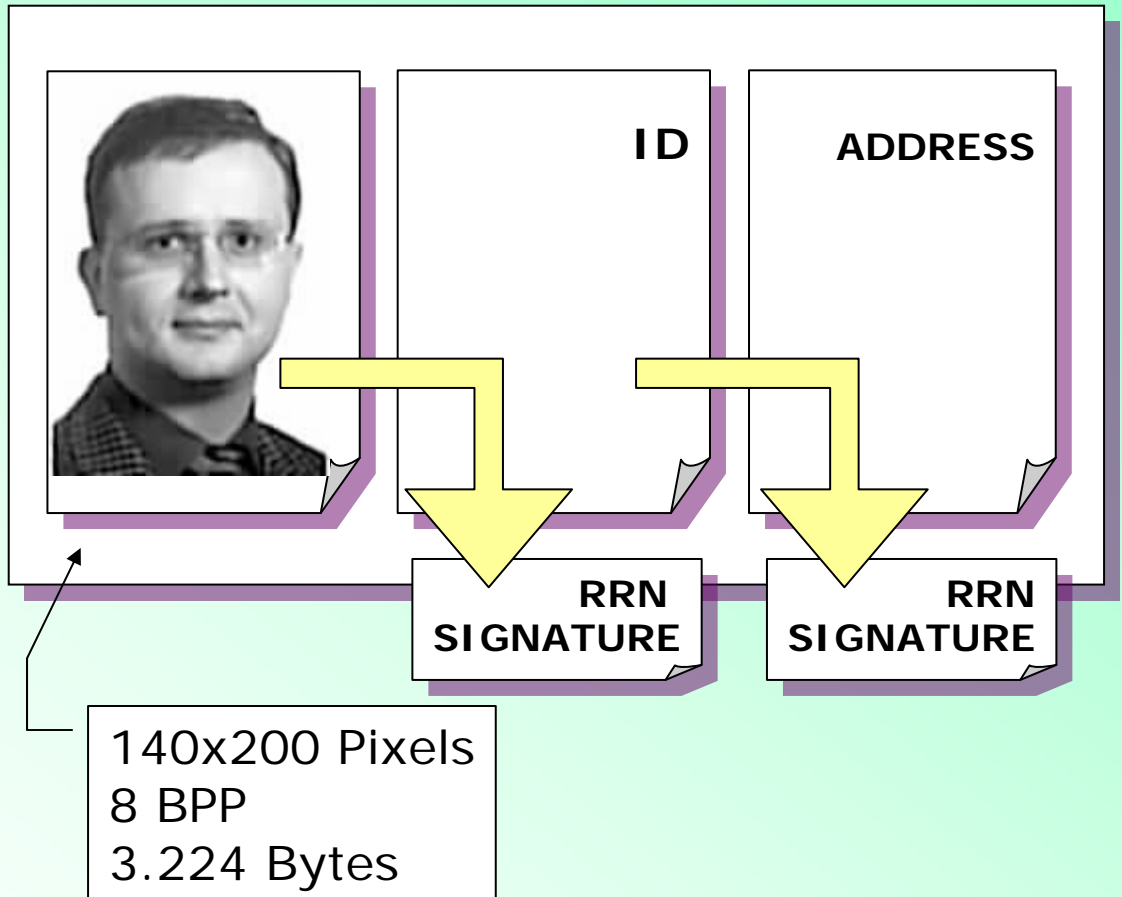 ID
ADDRESS
RRN
SIGNATURE
RRN
SIGNATURE
140x200 Pixels
8 BPP
3.224 Bytes